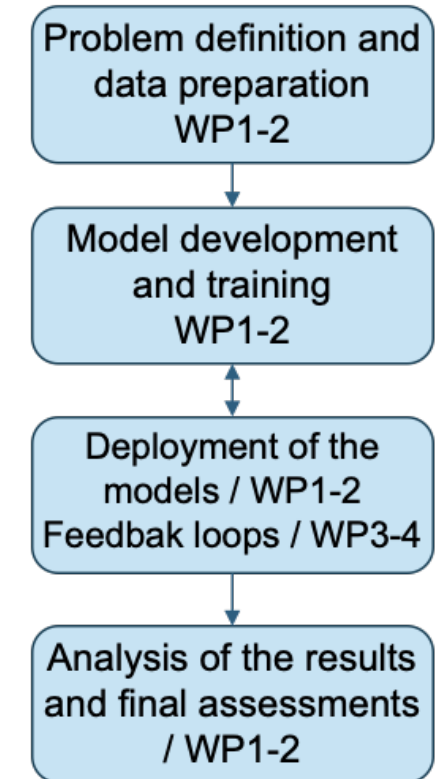 Problem definition and
data preparation
WP1-2
Model development
and training
WP1-2
Deployment of the
models / WP1-2
Feedbak loops / WP3-4
Analysis of the results
and final assessments
/ WP1-2